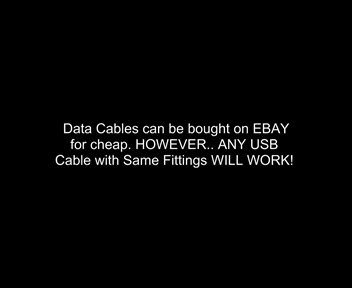 Data Cables can be bought on EBAY
for cheap. HOWEVER.. ANY USB
Cable with Same Fittings WILL WORK!